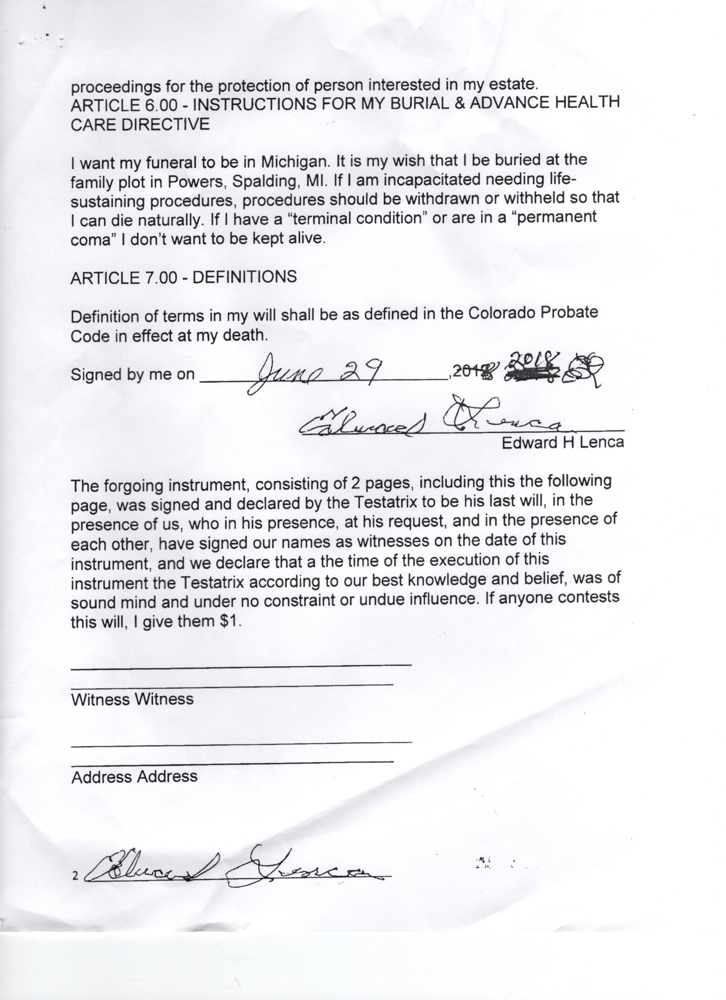 proceedings for the protection of person interested in my estate.
ARTICLE 6.00 - INSTRUCTIONS FOR MY BURIAL & ADVANCE HEALTH
CARE DIRECTIVE
I want my funeral to be in Michigan. It is my wish that I be buried at the
family plot in Powers, Spalding, MI. If I am incapacitated needing life-
sustaining procedures, procedures should be withdrawn or withheld so that
I can die naturally. If I have a “terminal condition” or are in a “permanent
coma” I don’t want to be kept alive.
ARTICLE 7.00 - DEFINITIONS
Definition of terms in my will shall be as defined in the Colorado Probate
Code in effect at my death.
Signed by me on June 29, 2018
Edward H Lenca
Edward H Lenca
The forgoing instrument, consisting of 2 pages, including this the following
page, was signed and declared by the Testatrix to be his last will, in the
presence of us, who in his presence, at his request, and in the presence of
each other, have signed our names as witnesses on the date of this
instrument, and we declare that a the time of the execution of this
instrument the Testatrix according to our best knowledge and belief, was of
sound mind and under no constraint or undue influence. If anyone contests
this will, I give them $1.
Witness Witness
Address Address
2 Edward H Lenca